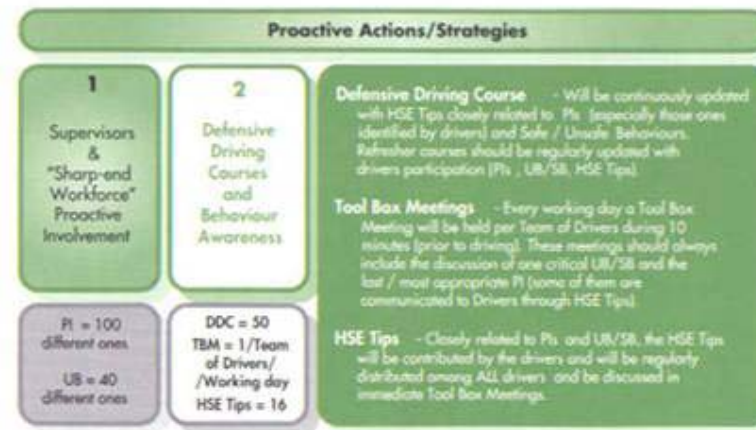 Proactive Actions/Strategies
1
Supervisors
&
"Sharp-end
Workforce"
Proactive
Involvement
2
Defensive
Driving
Courses
and
Behaviour
Awareness
PI = 100
different ones
UB = 40
different ones
DDC = 50
TBM = 1/Team
of Drivers/
/Working day
HSE Tips = 16
Defensive Driving Course - Will be continuously updated
with HSE Tips closely related to PIs (especially those ones
identified by drivers) and Safe / Unsafe Behaviours.
Refresher courses should be regularly updated with
drivers participation (PIs , UB/SB, HSE Tips).
Tool Box Meetings - Every working day a Tool Box
Meeting will be held per Team of Drivers during 10
minutes (prior to driving). These meetings should always
include the discussion of one critical UB/SB and the
last / most appropriate PI (some of them are
communicated to Drivers through HSE Tips).
HSE Tips - Closely related to PIs and UB/SB, the HSE Tips
will be contributed by the drivers and will be regularly
distributed among ALL drivers and be discussed in
immediate Tool Box Meetings.